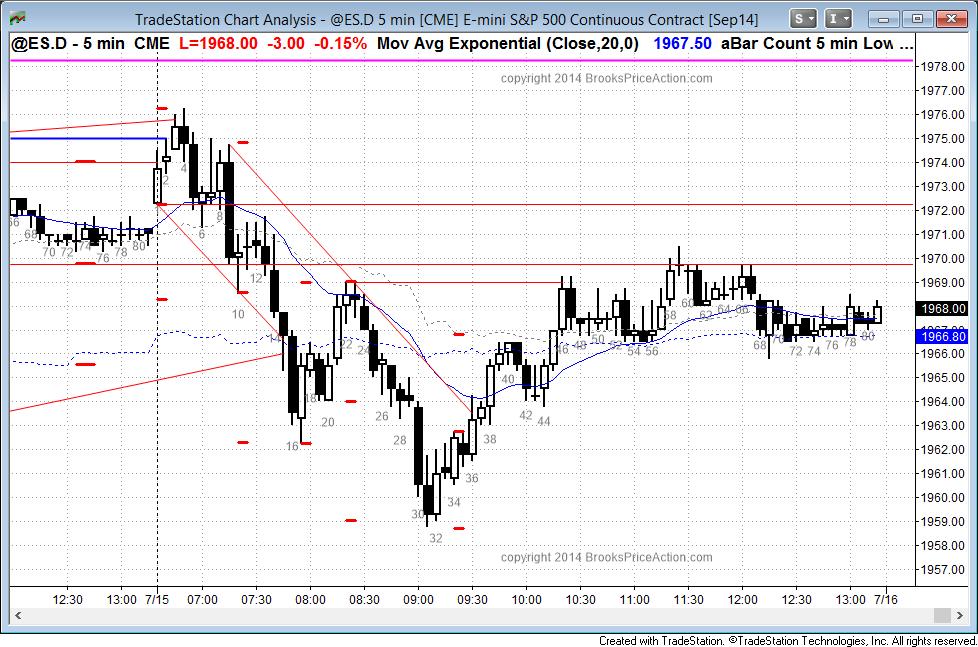 TradeStation Chart Analysis - @ES.D 5 min [CME] E-mini S&P 500 Continuous Contract [Sep14]
S I
@ES.D - 5 min CME L=1968.00 -3.00 -0.15% Mov Avg Exponential (Close,20,0) 1967.50 aBar Count 5 min Low ...
copyright 2014 BrooksPriceAction.com
1978.00
1977.00
1976.00
1975.00
1974.00
1973.00
1972.00
1971.00
1970.00
1969.00
1968.00
1966.80
1966.00
1965.00
1964.00
1963.00
1962.00
1961.00
1960.00
1959.00
1958.00
1957.00
68 70 72 74 76 78 80
2 4 6 8 10 12 14 16 18 20 22 24 26 28 30 32 34 36 38 40 42 44 46 48 50 52 54 56 58 60 62 64 66 68 70 72 74 76 78 80
copyright 2014 BrooksPriceAction.com
12:30 13:00 7/15 07:00 07:30 08:00 08:30 09:00 09:30 10:00 10:30 11:00 11:30 12:00 12:30 13:00 7/16
Created with TradeStation. ©TradeStation Technologies, Inc. All rights reserved.